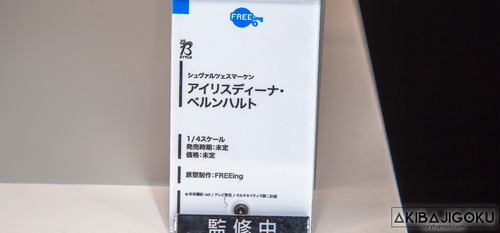 FREEing
B
STYLE
シュヴァルツェスマーケン
アイリスディーナ・
ベルンハルト
1/4スケール
発売時期:未定
価格:未定
原型制作:FREEing
監修中
AKIBAJIGOKU